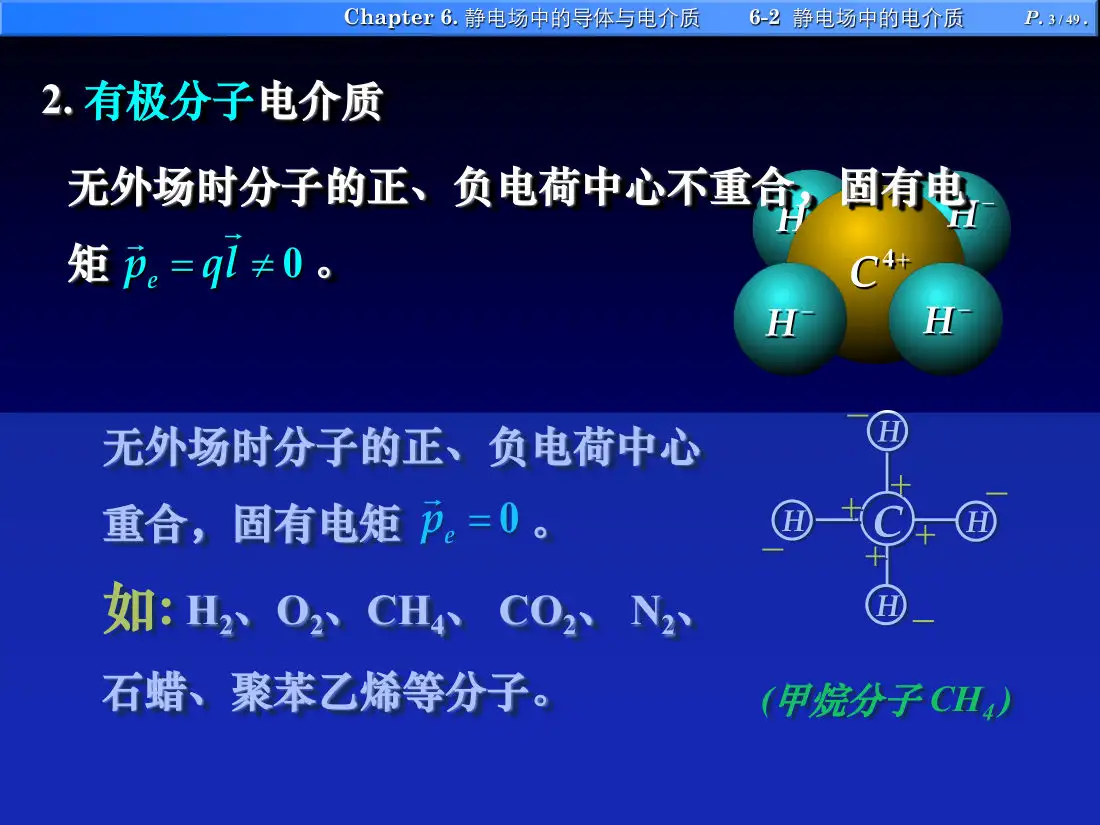 Chapter 6. 静电场中的导体与电介质 6-2 静电场中的电介质 P. 3 / 49 .
2. 有极分子电介质
无外场时分子的正、负电荷中心不重合，固有电
矩 p⃗ₑ = ql⃗ ≠ 0 。
H H⁻
C⁴⁺
H⁻ H⁻
无外场时分子的正、负电荷中心
重合，固有电矩 p⃗ₑ = 0 。
如: H₂、O₂、CH₄、 CO₂、 N₂、
石蜡、聚苯乙烯等分子。
− H
+
H + C H −
− + +
H −
(甲烷分子 CH₄)